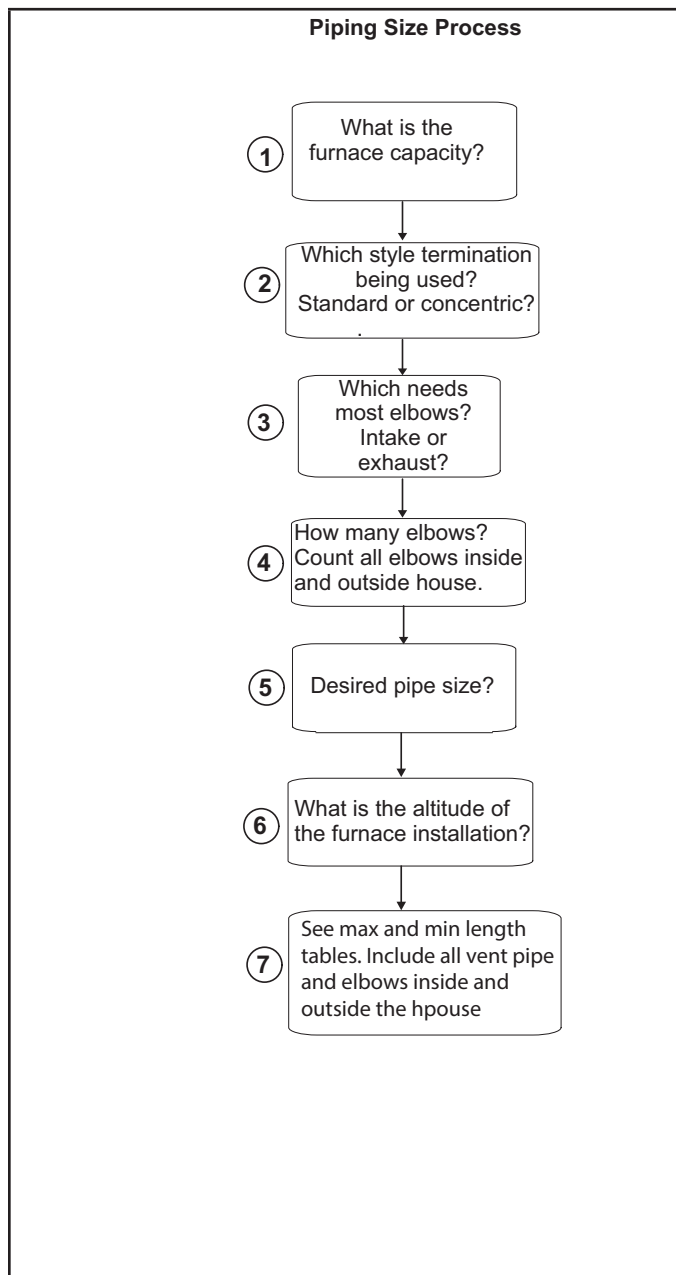 Piping Size Process
1
What is the
furnace capacity?
2
Which style termination
being used?
Standard or concentric?
.
3
Which needs
most elbows?
Intake or
exhaust?
4
How many elbows?
Count all elbows inside
and outside house.
5
Desired pipe size?
6
What is the altitude of
the furnace installation?
7
See max and min length
tables. Include all vent pipe
and elbows inside and
outside the hpouse